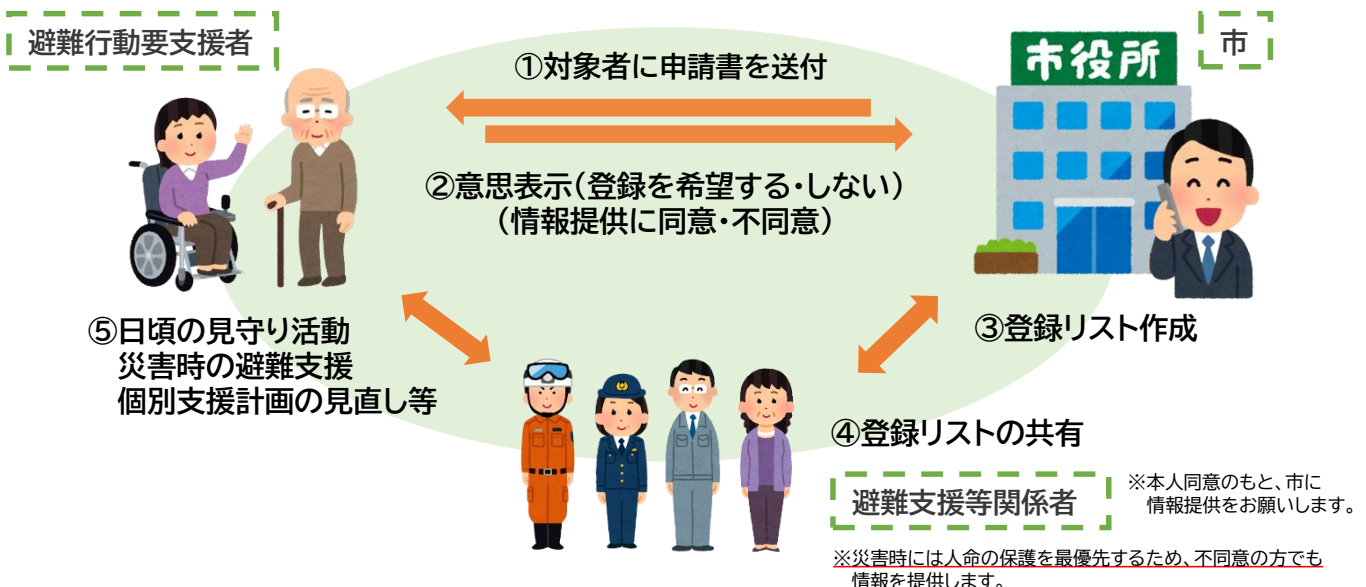 避難行動要支援者
市
市役所
①対象者に申請書を送付
②意思表示(登録を希望する・しない)
(情報提供に同意・不同意)
③登録リスト作成
⑤日頃の見守り活動
災害時の避難支援
個別支援計画の見直し等
④登録リストの共有
避難支援等関係者
※本人同意のもと、市に
情報提供をお願いします。
※災害時には人命の保護を最優先するため、不同意の方でも
情報を提供します。